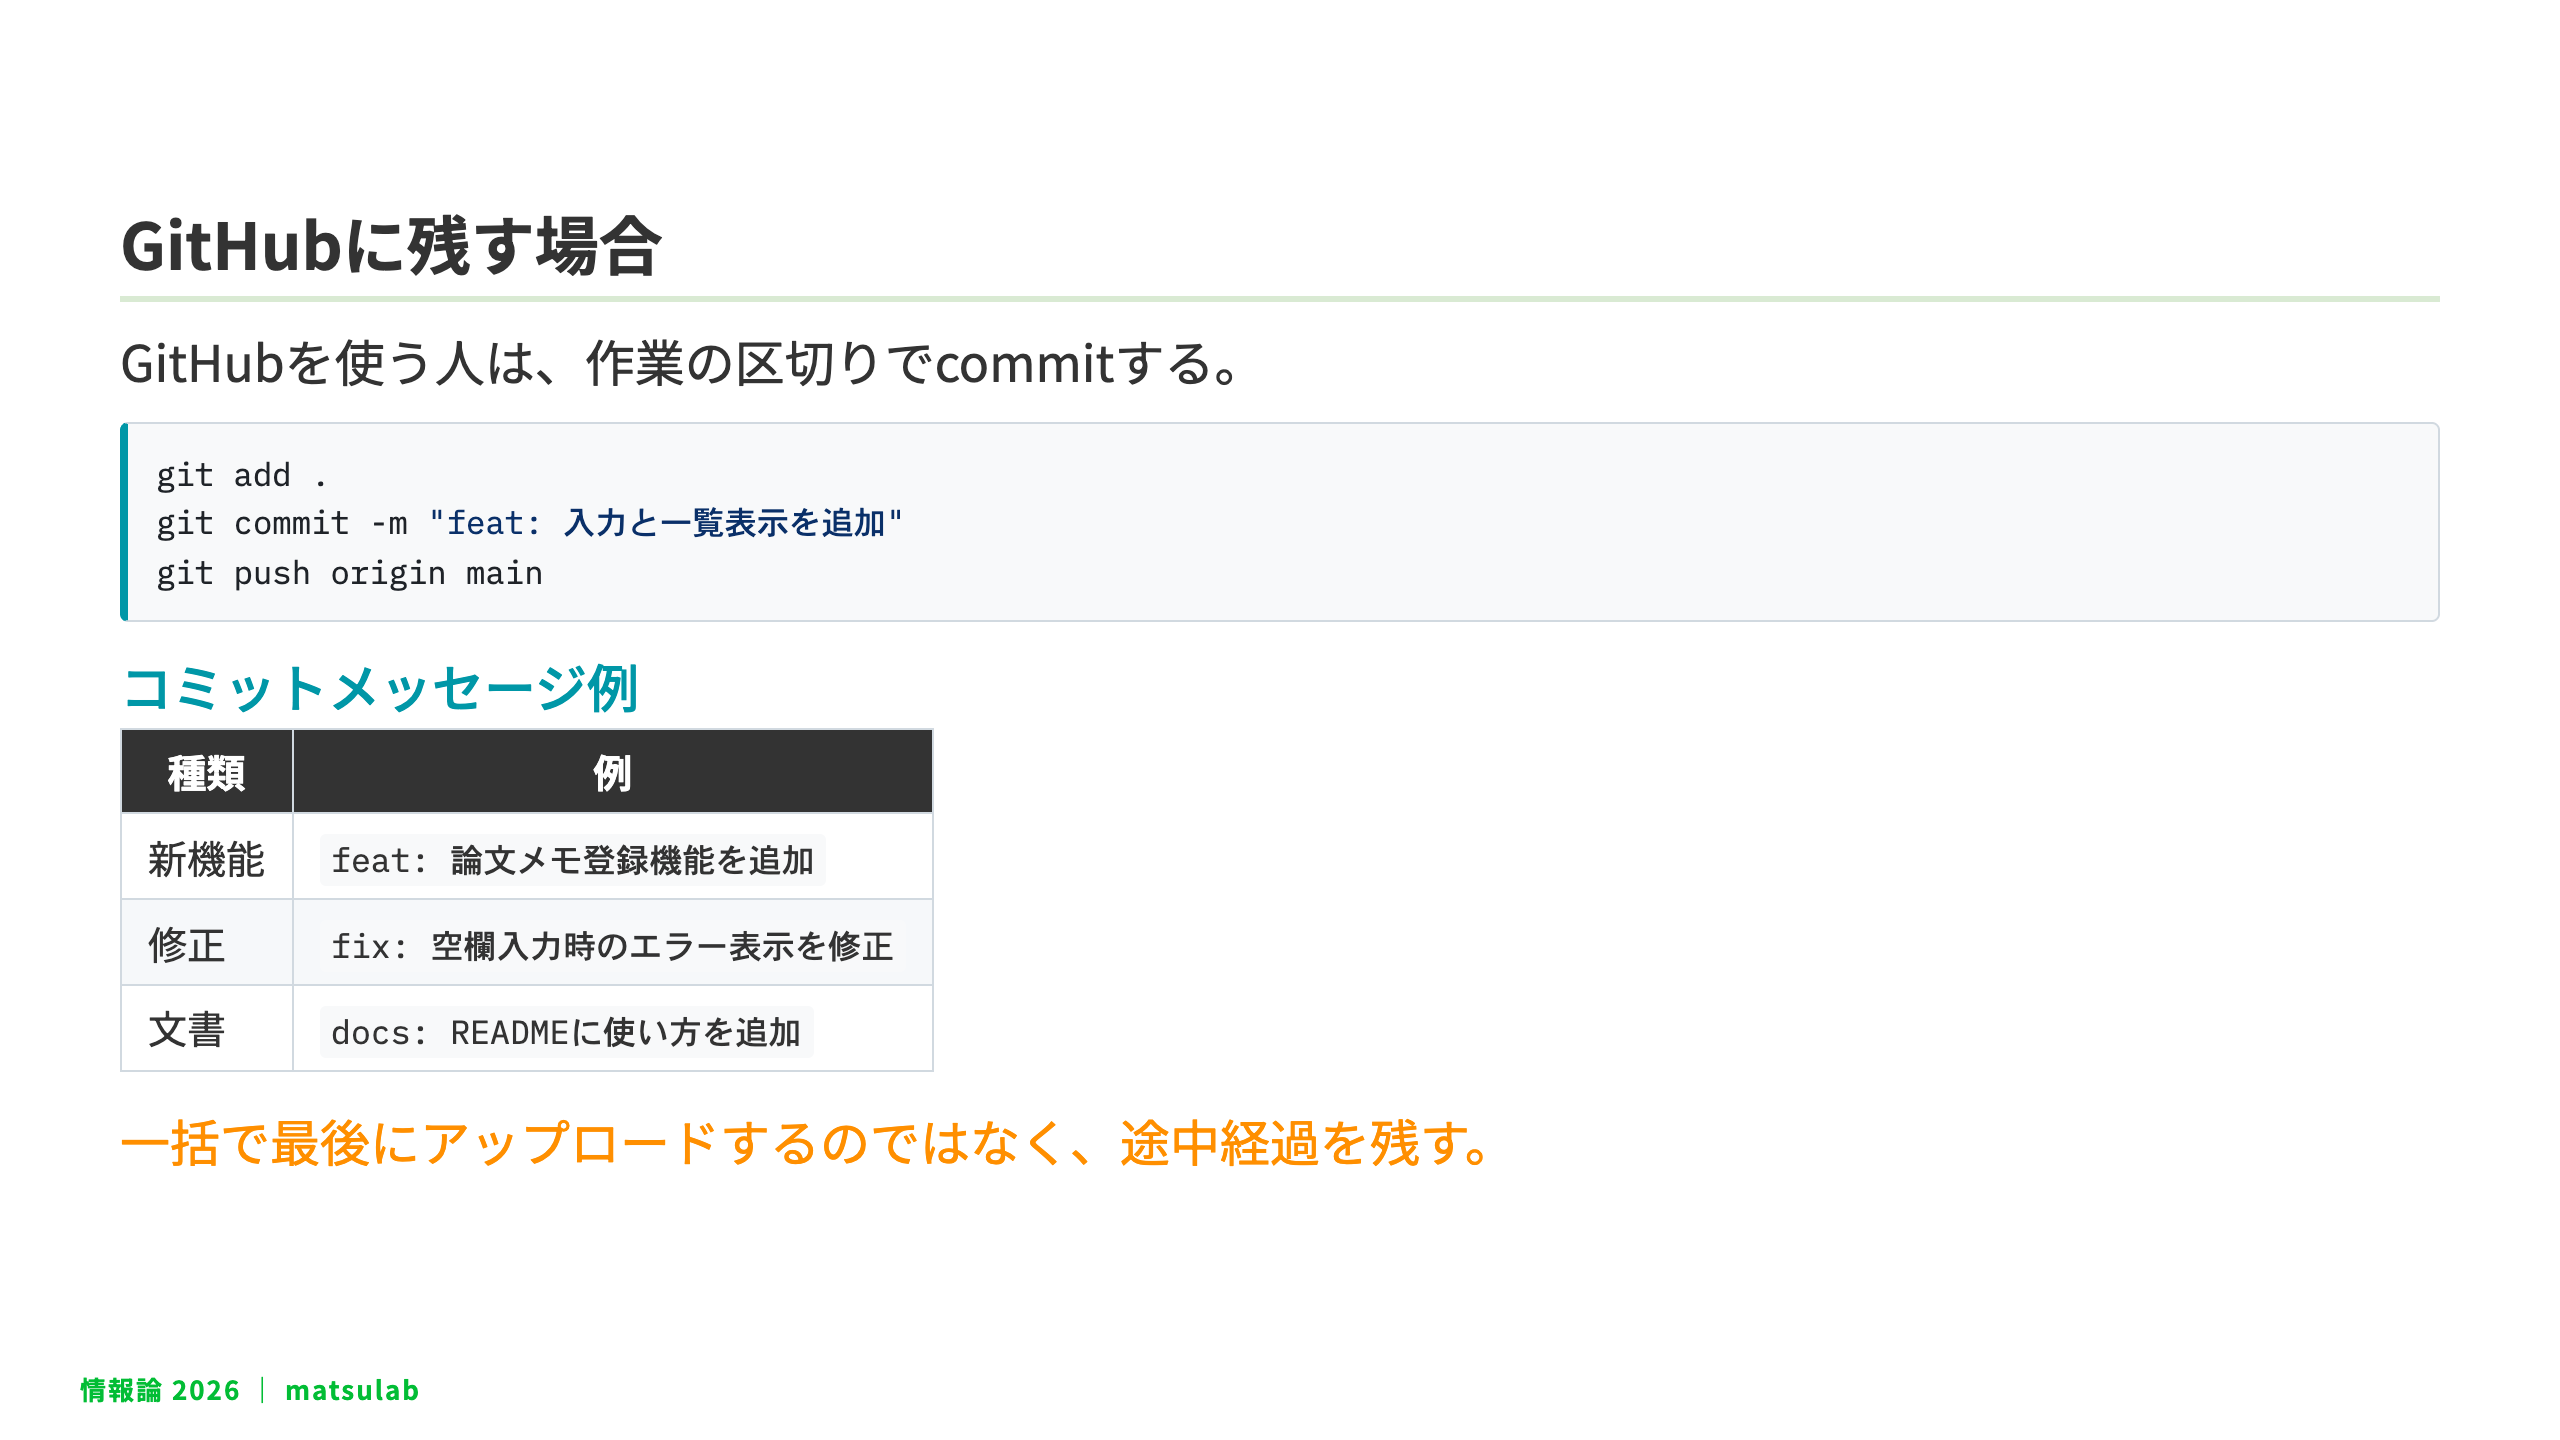 GitHubに残す場合
GitHubを使う人は、作業の区切りでcommitする。
git add .
git commit -m "feat: 入力と一覧表示を追加"
git push origin main
コミットメッセージ例
種類 例
新機能 feat: 論文メモ登録機能を追加
修正 fix: 空欄入力時のエラー表示を修正
文書 docs: READMEに使い方を追加
一括で最後にアップロードするのではなく、途中経過を残す。
情報論 2026 ｜ matsulab